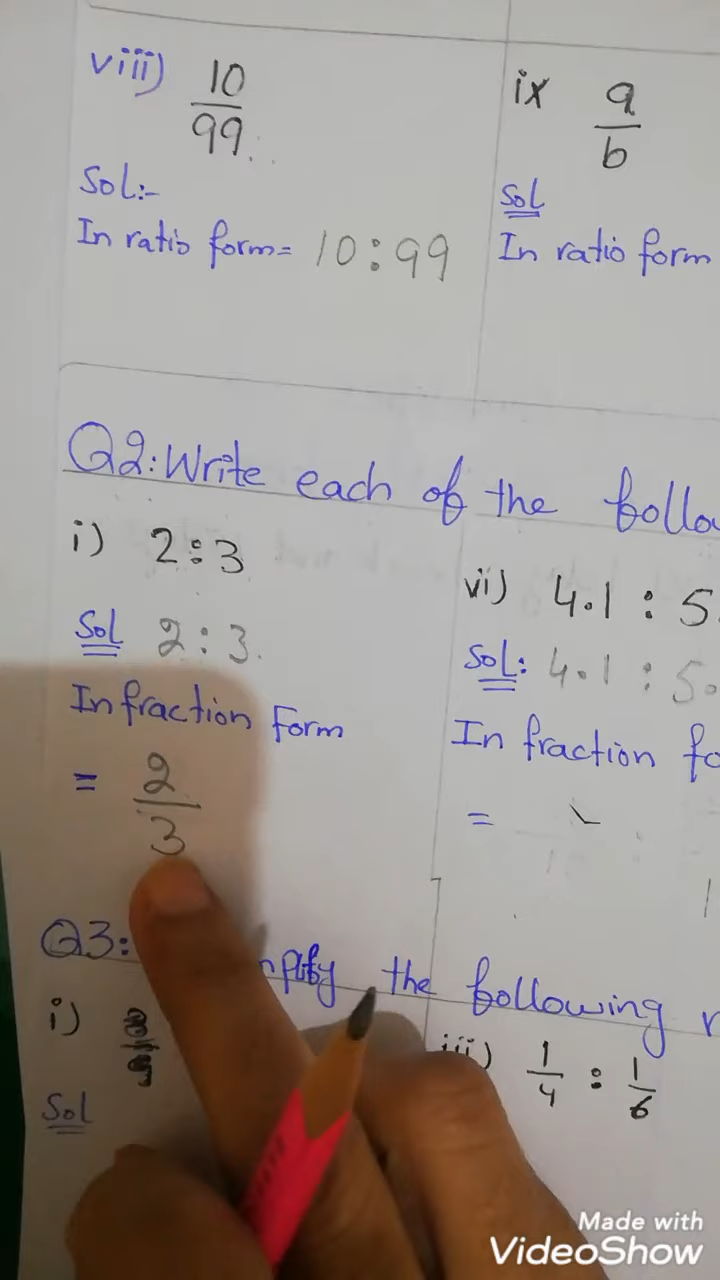 viii) 10/99
Sol:-
In ratio form = 10:99
ix a/b
Sol
In ratio form
Q2: Write each of the
i) 2:3
Sol 2:3.
In fraction Form
= 2/3
vi) 4.1 : 5.
Sol: 4.1 : 5.
In fraction
=
Q3: the following
i)
Sol
iii) 1/4 : 1/6
Made with
VideoShow